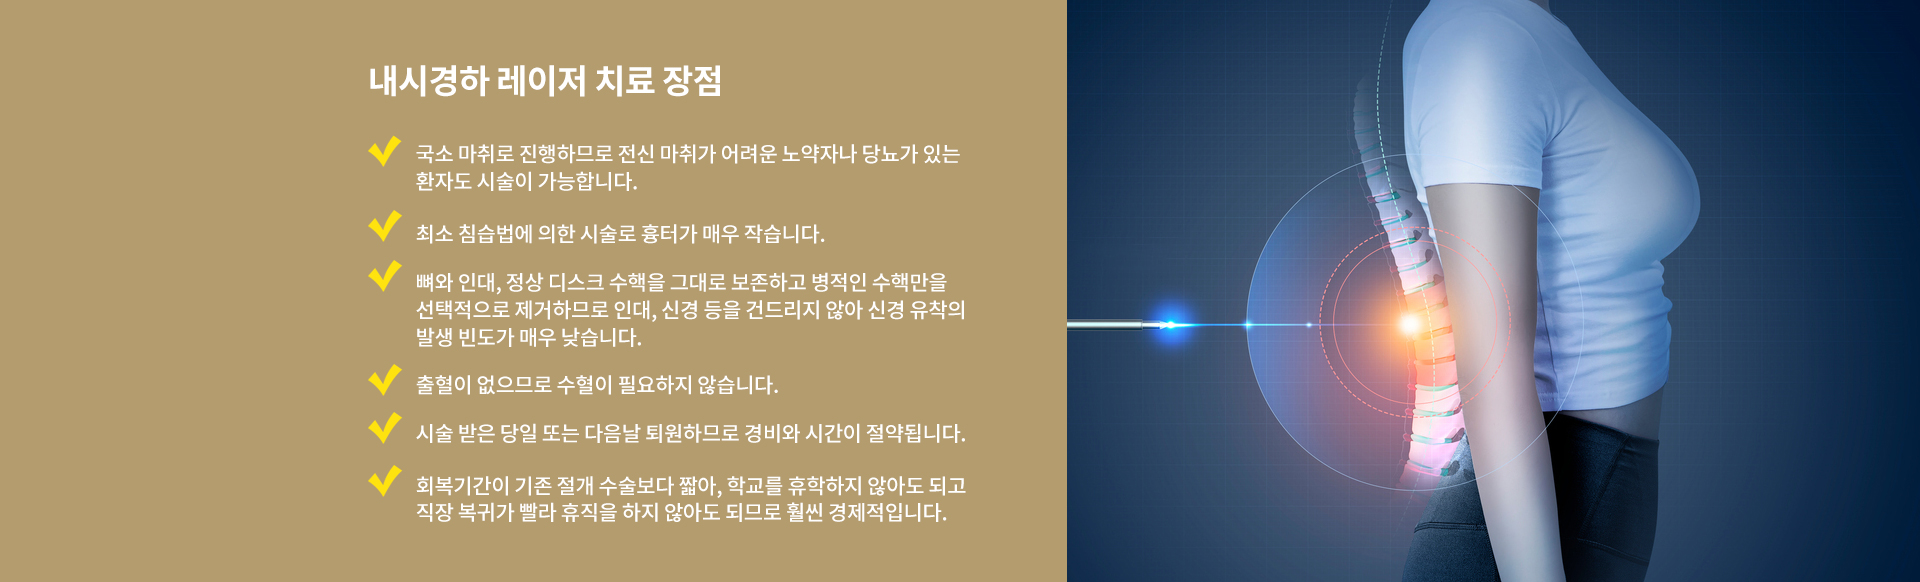 내시경하 레이저 치료 장점
국소 마취로 진행하므로 전신 마취가 어려운 노약자나 당뇨가 있는
환자도 시술이 가능합니다.
최소 침습법에 의한 시술로 흉터가 매우 작습니다.
뼈와 인대, 정상 디스크 수핵을 그대로 보존하고 병적인 수핵만을
선택적으로 제거하므로 인대, 신경 등을 건드리지 않아 신경 유착의
발생 빈도가 매우 낮습니다.
출혈이 없으므로 수혈이 필요하지 않습니다.
시술 받은 당일 또는 다음날 퇴원하므로 경비와 시간이 절약됩니다.
회복기간이 기존 절개 수술보다 짧아, 학교를 휴학하지 않아도 되고
직장 복귀가 빨라 휴직을 하지 않아도 되므로 훨씬 경제적입니다.